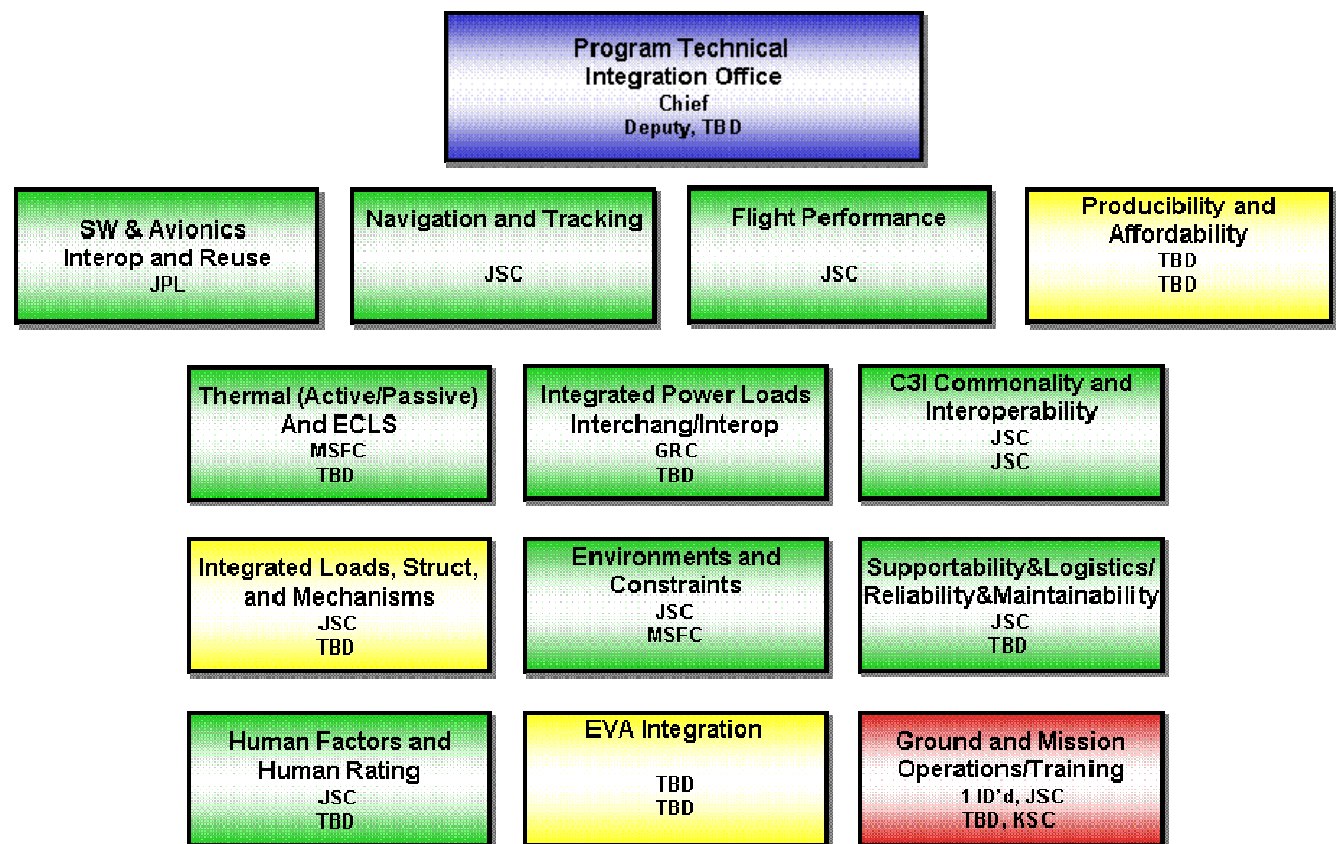 Program Technical
Integration Office
Chief
Deputy, TBD
SW & Avionics
Interop and Reuse
JPL
Navigation and Tracking
JSC
Flight Performance
JSC
Producibility and
Affordability
TBD
TBD
Thermal (Active/Passive)
And ECLS
MSFC
TBD
Integrated Power Loads
Interchang/Interop
GRC
TBD
C3I Commonality and
Interoperability
JSC
JSC
Integrated Loads, Struct,
and Mechanisms
JSC
TBD
Environments and
Constraints
JSC
MSFC
Supportability&Logistics/
Reliability&Maintainability
JSC
TBD
Human Factors and
Human Rating
JSC
TBD
EVA Integration
TBD
TBD
Ground and Mission
Operations/Training
1 ID'd, JSC
TBD, KSC